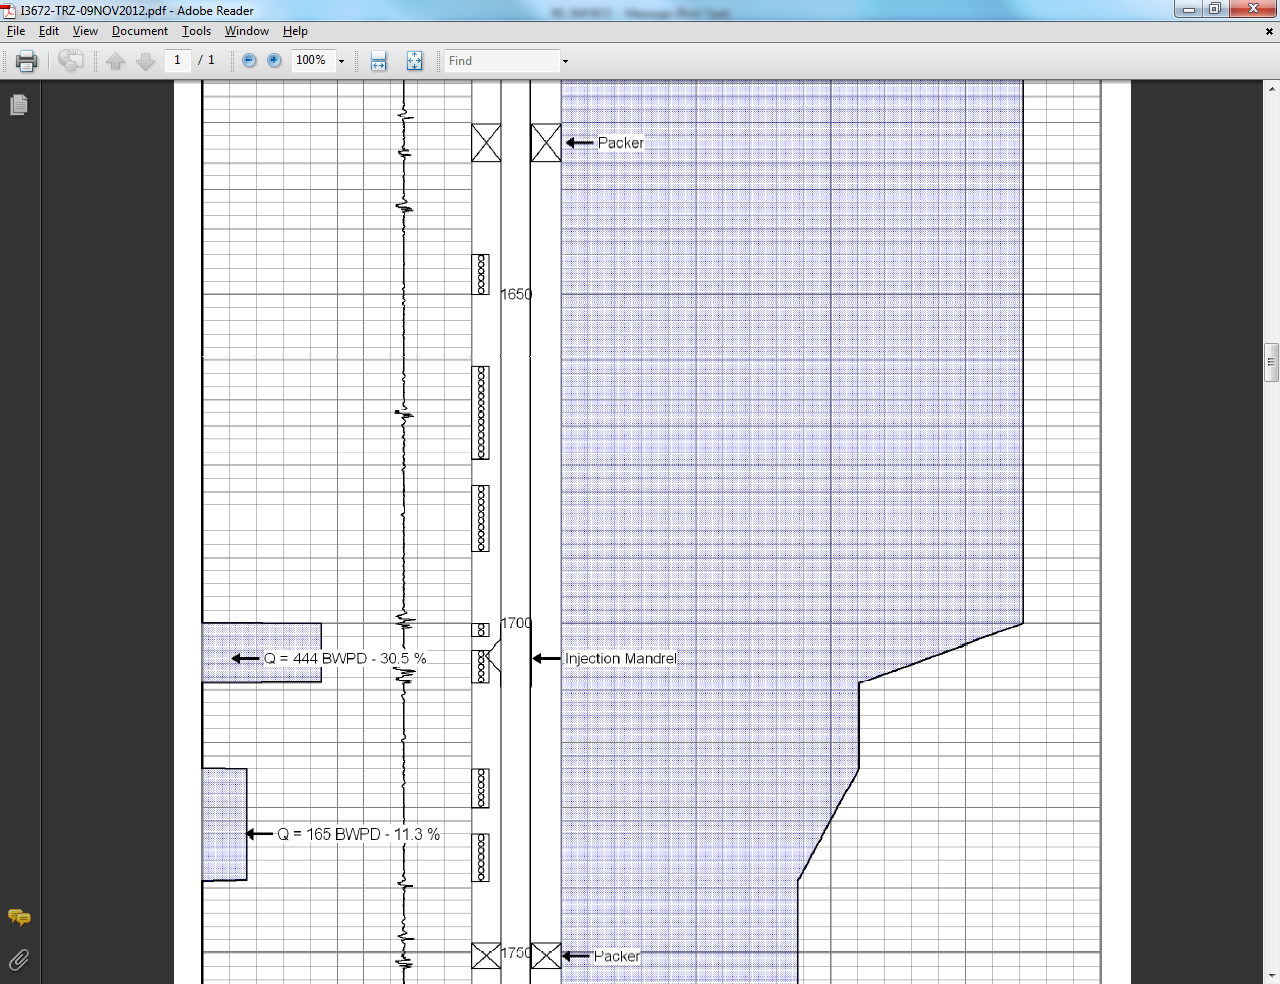 I3672-TRZ-09NOV2012.pdf - Adobe Reader
File Edit View Document Tools Window Help
1 / 1 100% Find
Packer
1650
1700
Q = 444 BWPD - 30.5 %
Injection Mandrel
Q = 165 BWPD - 11.3 %
1750
Packer